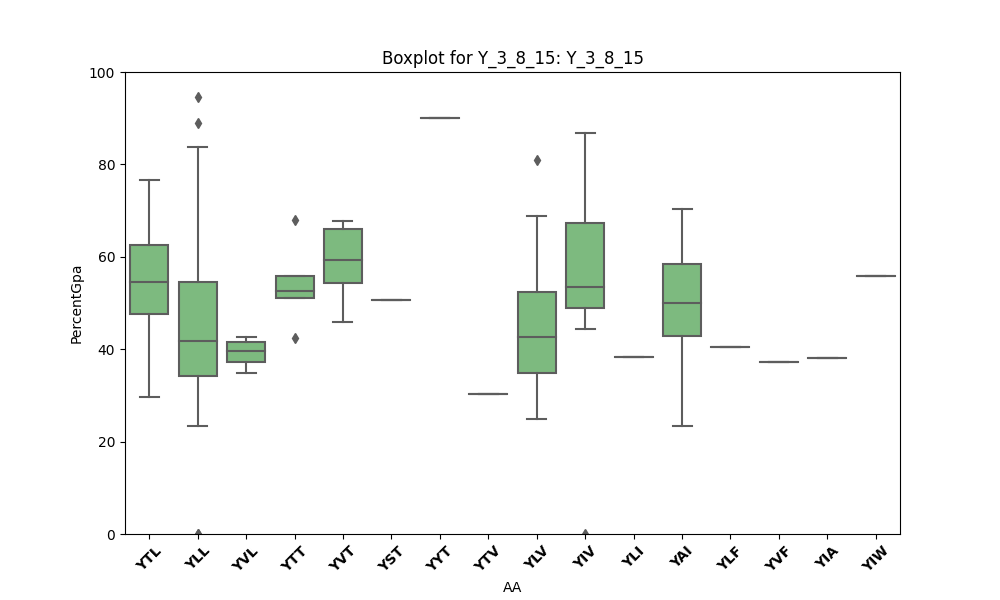 Boxplot for Y_3_8_15: Y_3_8_15
100
80
60
40
20
0
PercentGpa
YTL YLL YVL YTT YVT YST YYT YTV YLV YIV YLI YAI YLF YVF YIA YIW
AA